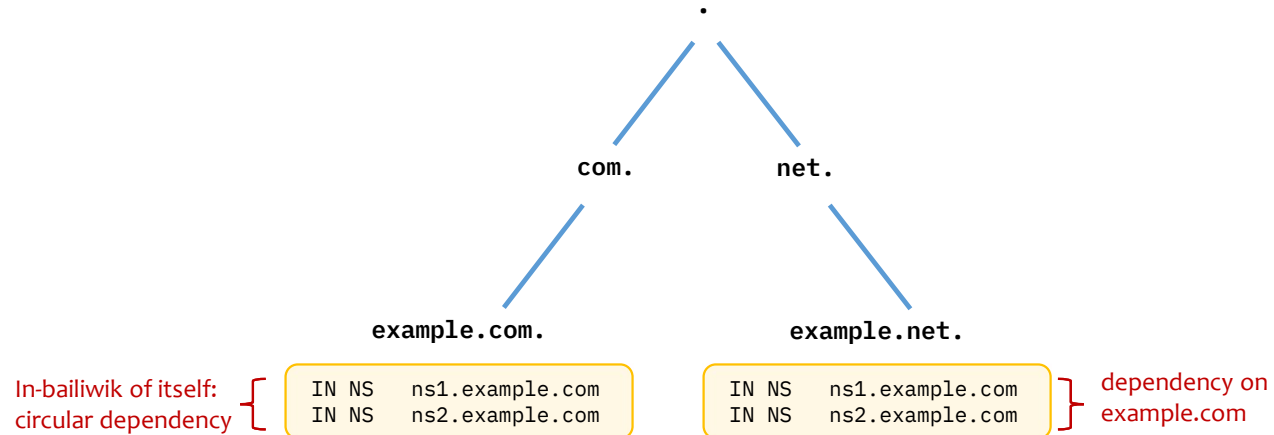 .
com.
net.
example.com.
example.net.
In-bailiwik of itself:
circular dependency
IN NS ns1.example.com
IN NS ns2.example.com
IN NS ns1.example.com
IN NS ns2.example.com
dependency on
example.com